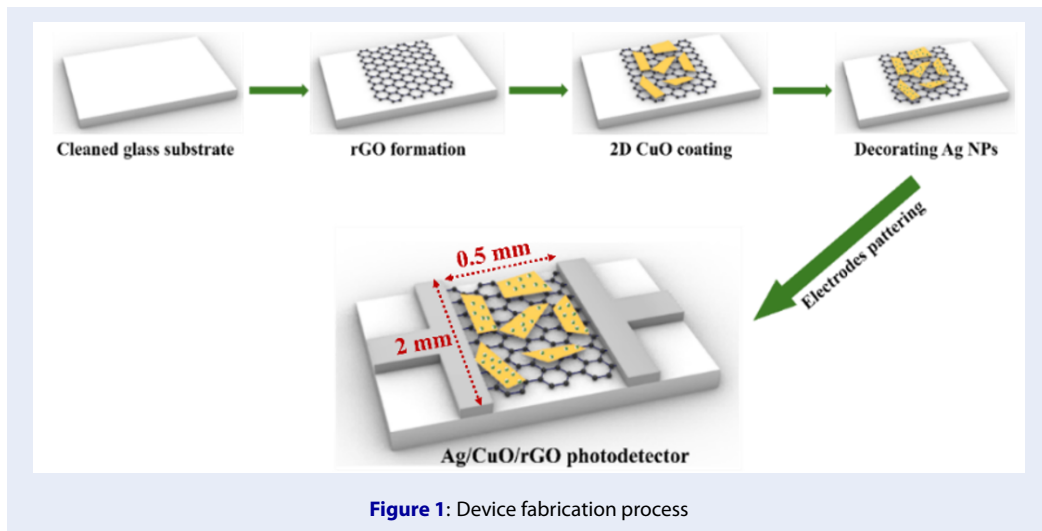 Cleaned glass substrate
rGO formation
2D CuO coating
Decorating Ag NPs
Electrodes pattering
0.5 mm
2 mm
Ag/CuO/rGO photodetector
Figure 1: Device fabrication process